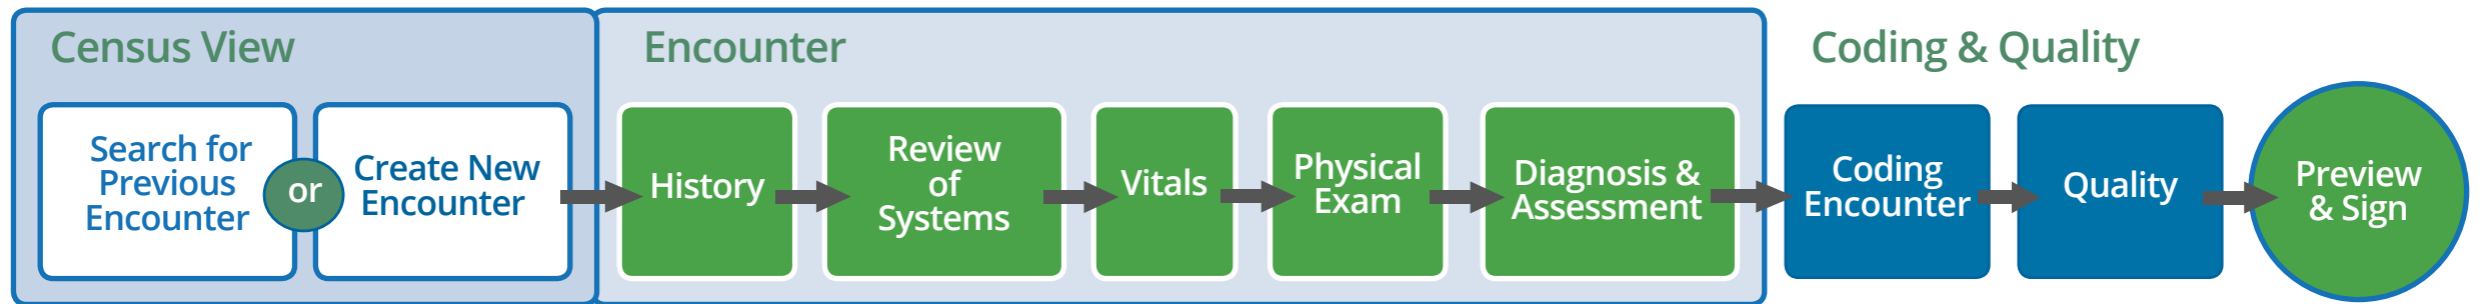 Census View
Search for
Previous
Encounter
or
Create New
Encounter
Encounter
History
Review
of
Systems
Vitals
Physical
Exam
Diagnosis &
Assessment
Coding & Quality
Coding
Encounter
Quality
Preview
& Sign